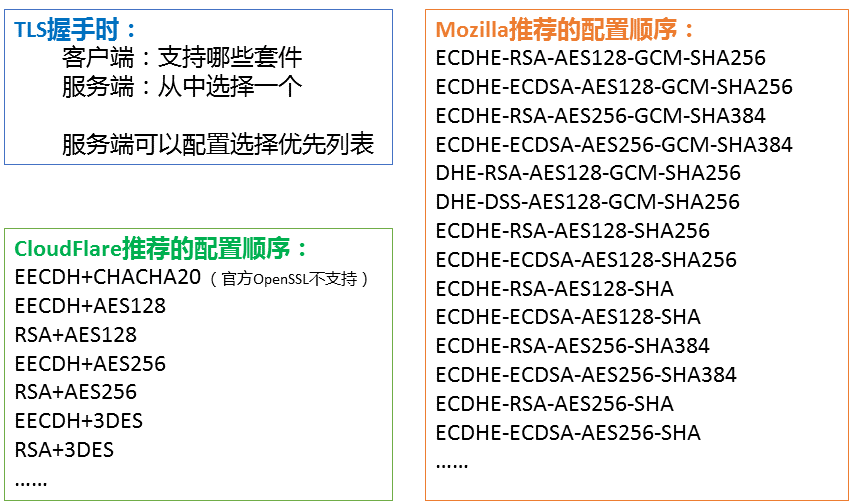 TLS握手时：
客户端：支持哪些套件
服务端：从中选择一个
服务端可以配置选择优先列表
CloudFlare推荐的配置顺序：
EECDH+CHACHA20（官方OpenSSL不支持）
EECDH+AES128
RSA+AES128
EECDH+AES256
RSA+AES256
EECDH+3DES
RSA+3DES
……
Mozilla推荐的配置顺序：
ECDHE-RSA-AES128-GCM-SHA256
ECDHE-ECDSA-AES128-GCM-SHA256
ECDHE-RSA-AES256-GCM-SHA384
ECDHE-ECDSA-AES256-GCM-SHA384
DHE-RSA-AES128-GCM-SHA256
DHE-DSS-AES128-GCM-SHA256
ECDHE-RSA-AES128-SHA256
ECDHE-ECDSA-AES128-SHA256
ECDHE-RSA-AES128-SHA
ECDHE-ECDSA-AES128-SHA
ECDHE-RSA-AES256-SHA384
ECDHE-ECDSA-AES256-SHA384
ECDHE-RSA-AES256-SHA
ECDHE-ECDSA-AES256-SHA
……